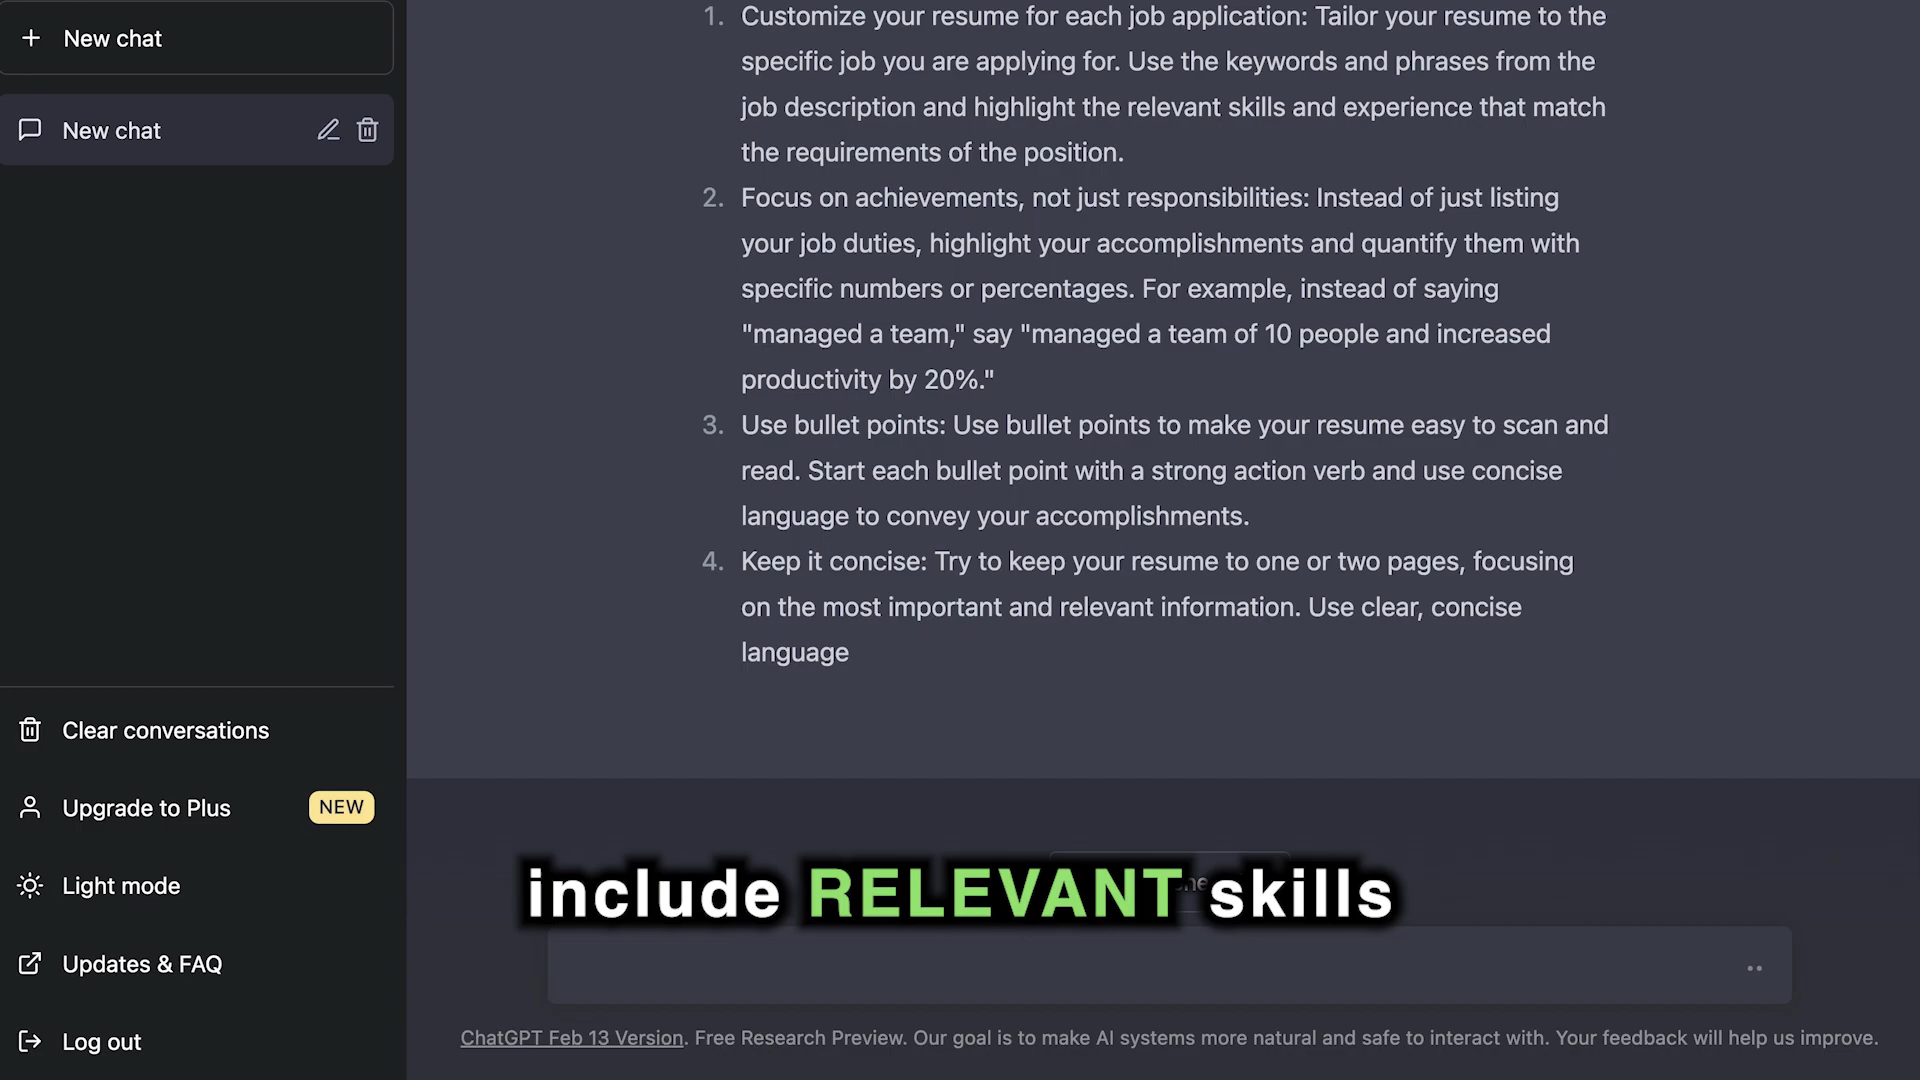 New chat
New chat
1. Customize your resume for each job application: Tailor your resume to the
specific job you are applying for. Use the keywords and phrases from the
job description and highlight the relevant skills and experience that match
the requirements of the position.
2. Focus on achievements, not just responsibilities: Instead of just listing
your job duties, highlight your accomplishments and quantify them with
specific numbers or percentages. For example, instead of saying
"managed a team," say "managed a team of 10 people and increased
productivity by 20%."
3. Use bullet points: Use bullet points to make your resume easy to scan and
read. Start each bullet point with a strong action verb and use concise
language to convey your accomplishments.
4. Keep it concise: Try to keep your resume to one or two pages, focusing
on the most important and relevant information. Use clear, concise
language
Clear conversations
Upgrade to Plus NEW
Light mode
Updates & FAQ
Log out
include RELEVANT skills
ChatGPT Feb 13 Version. Free Research Preview. Our goal is to make AI systems more natural and safe to interact with. Your feedback will help us improve.